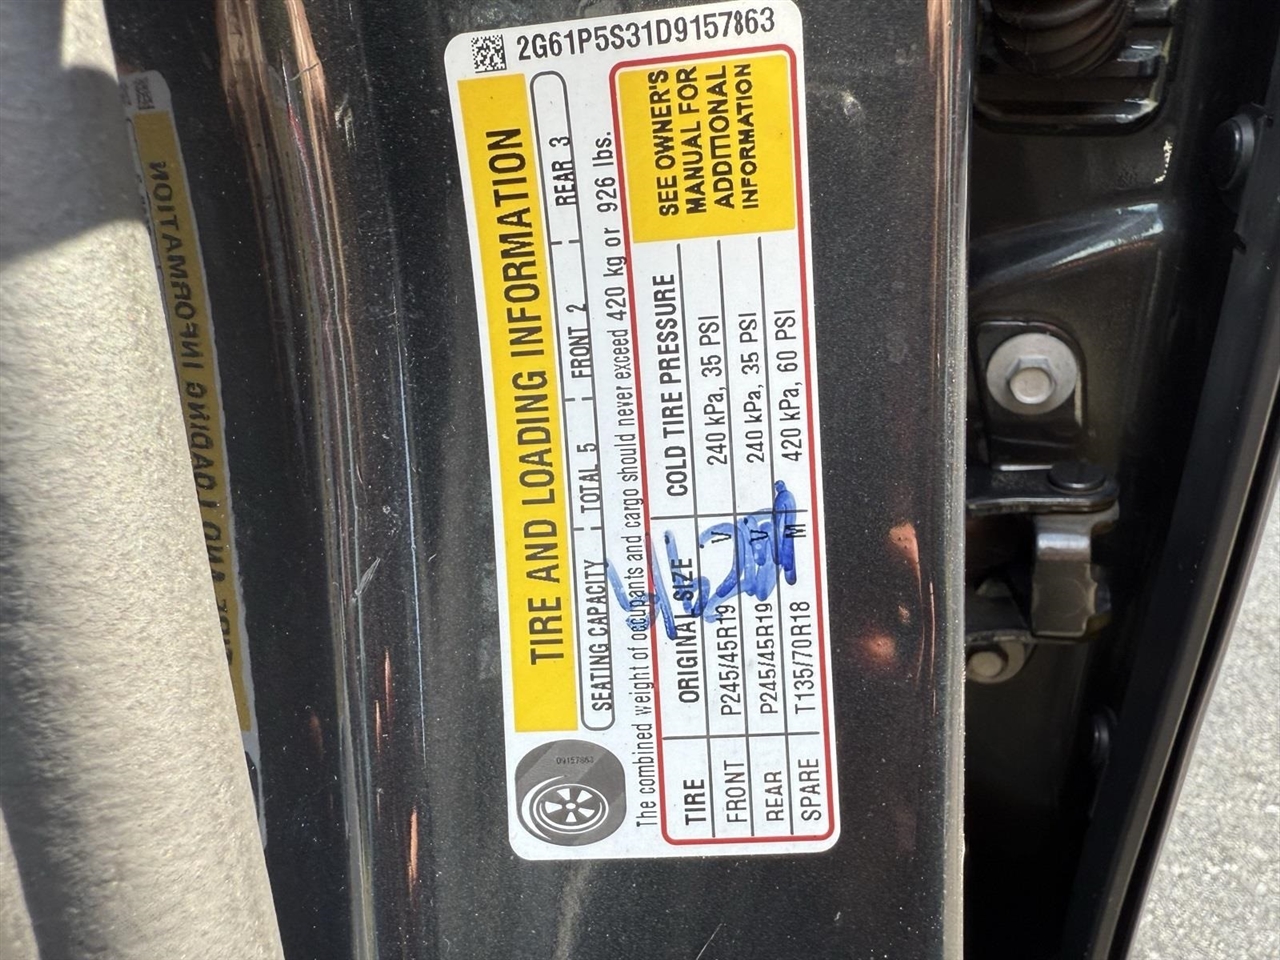 2G61P5S31D9157863
TIRE AND LOADING INFORMATION
SEATING CAPACITY TOTAL 5 FRONT 2 REAR 3
The combined weight of occupants and cargo should never exceed 420 kg or 926 lbs.
TIRE ORIGINAL SIZE COLD TIRE PRESSURE
FRONT P245/45R19 V 240 kPa, 35 PSI
REAR P245/45R19 V 240 kPa, 35 PSI
SPARE T135/70R18 M 420 kPa, 60 PSI
SEE OWNER'S
MANUAL FOR
ADDITIONAL
INFORMATION
D9157863